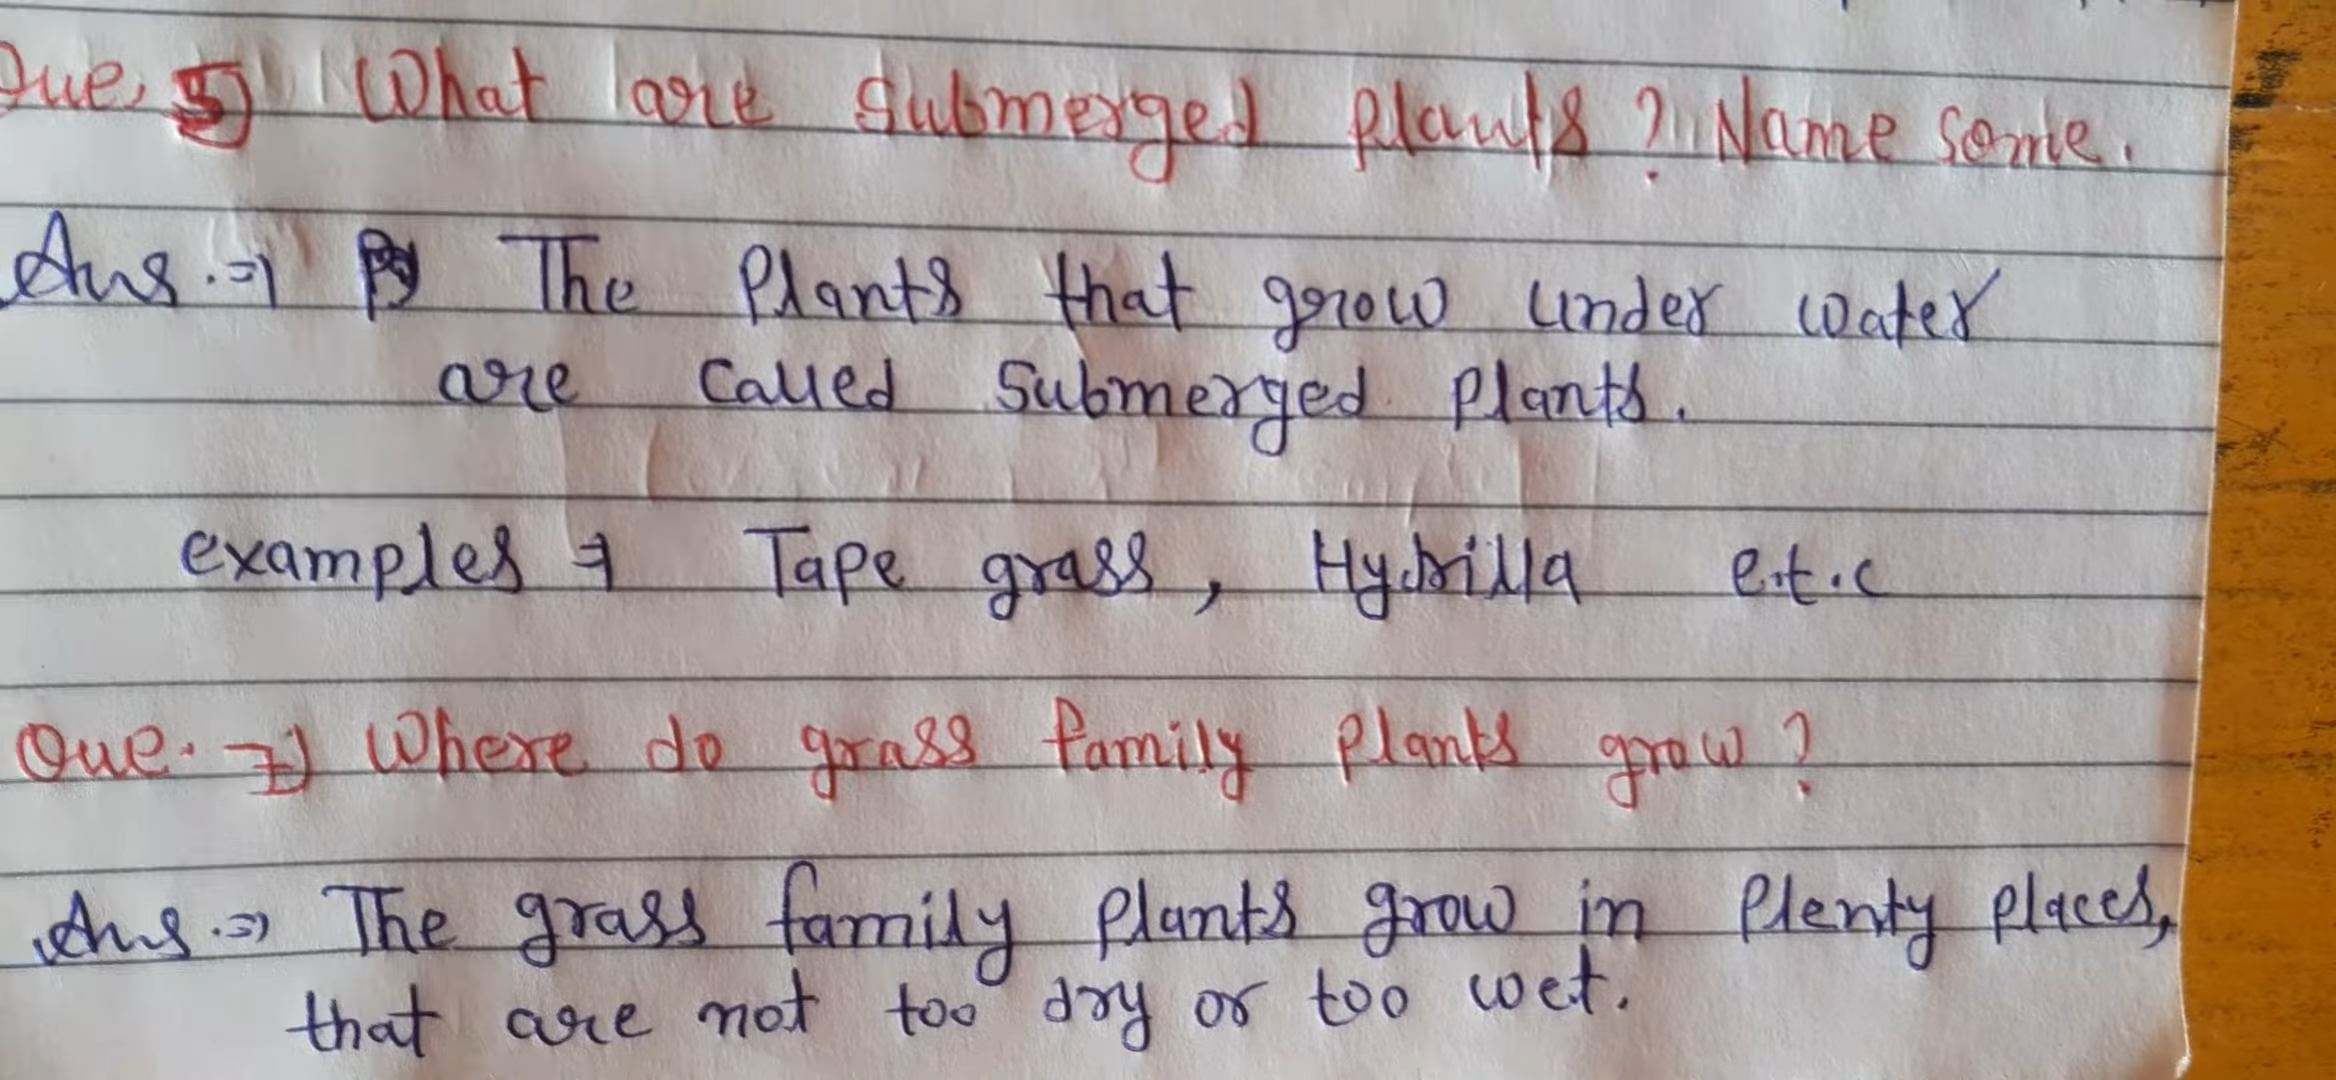 Que. 5) What are Submerged plants? Name some.
Ans. => The Plants that grow under water
are called Submerged plants.
examples => Tape grass, Hydrilla e.t.c
Que. 7) Where do grass family plants grow?
Ans. => The grass family plants grow in plenty places,
that are not too dry or too wet.